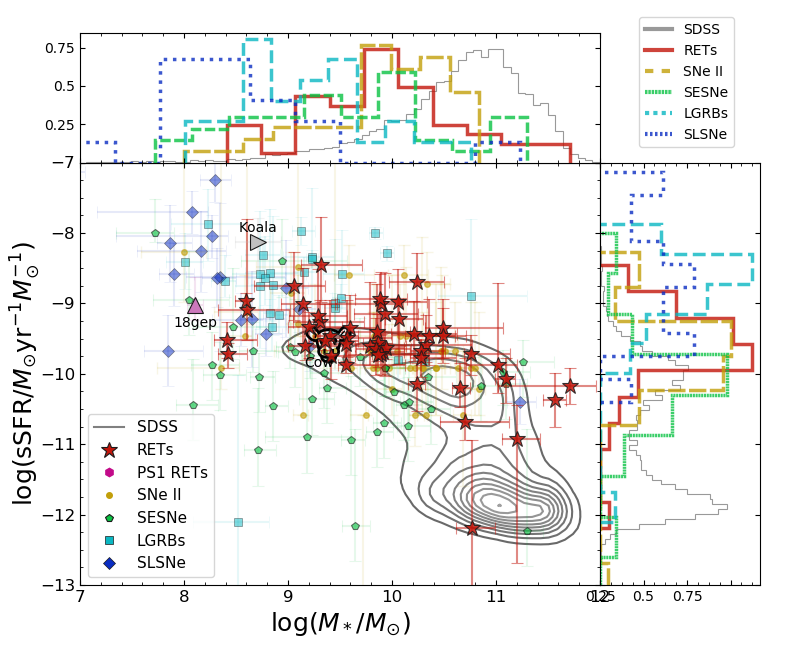 SDSS
RETs
SNe II
SESNe
LGRBs
SLSNe
0.75
0.5
0.25
−7
−8
−9
−10
−11
−12
−13
log(sSFR/M⊙yr⁻¹M⊙⁻¹)
Koala
18gep
Cow
SDSS
RETs
PS1 RETs
SNe II
SESNe
LGRBs
SLSNe
7 8 9 10 11 12
0.25 0.5 0.75
log(M*/M⊙)